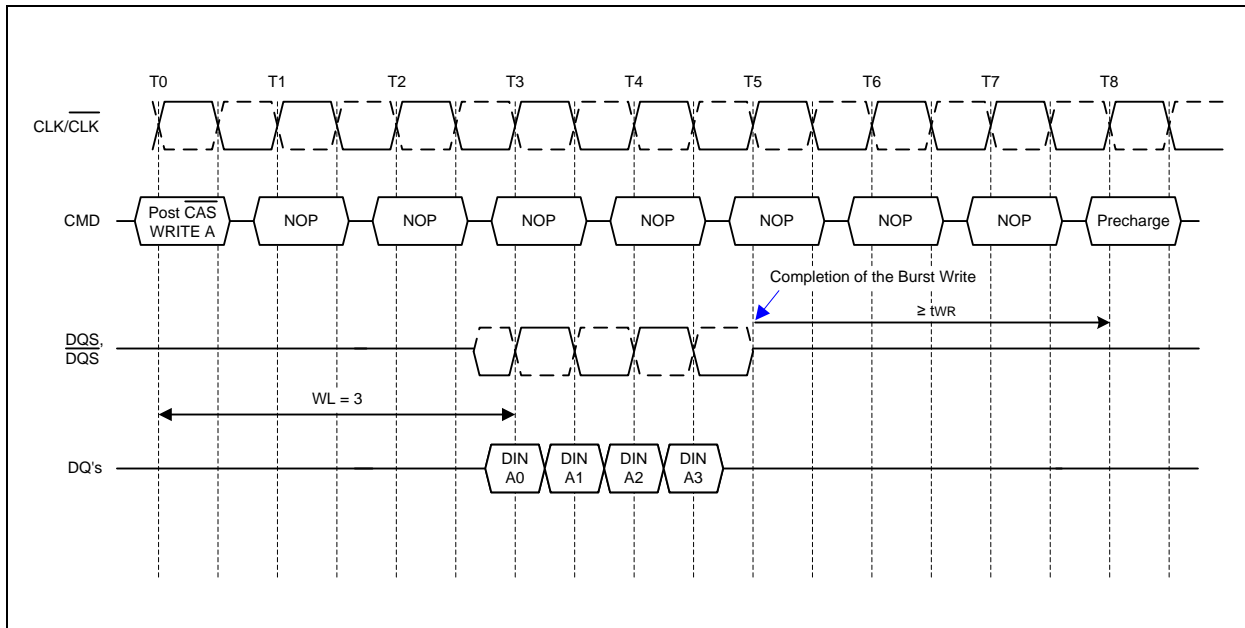 T0 T1 T2 T3 T4 T5 T6 T7 T8
CLK/CLK
CMD Post CAS WRITE A NOP NOP NOP NOP NOP NOP NOP Precharge
Completion of the Burst Write
≥ tWR
DQS,
DQS
WL = 3
DQ's
DIN A0 DIN A1 DIN A2 DIN A3